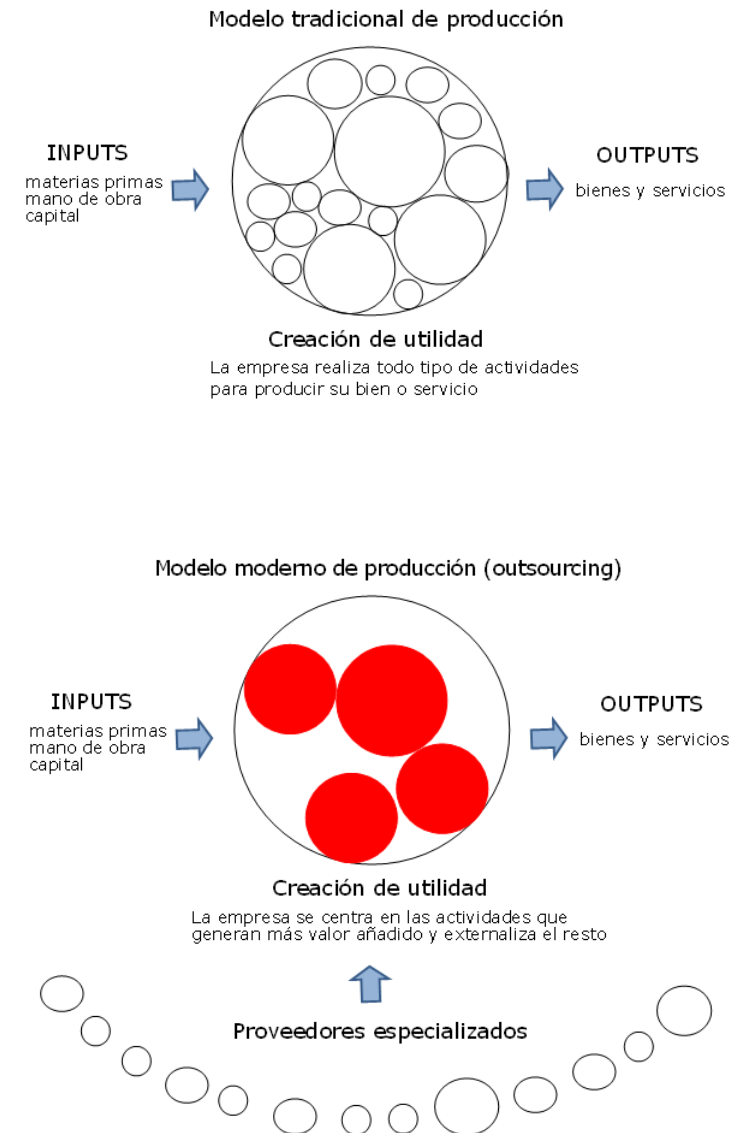 Modelo tradicional de producción
INPUTS
materias primas
mano de obra
capital
OUTPUTS
bienes y servicios
Creación de utilidad
La empresa realiza todo tipo de actividades
para producir su bien o servicio
Modelo moderno de producción (outsourcing)
INPUTS
materias primas
mano de obra
capital
OUTPUTS
bienes y servicios
Creación de utilidad
La empresa se centra en las actividades que
generan más valor añadido y externaliza el resto
Proveedores especializados